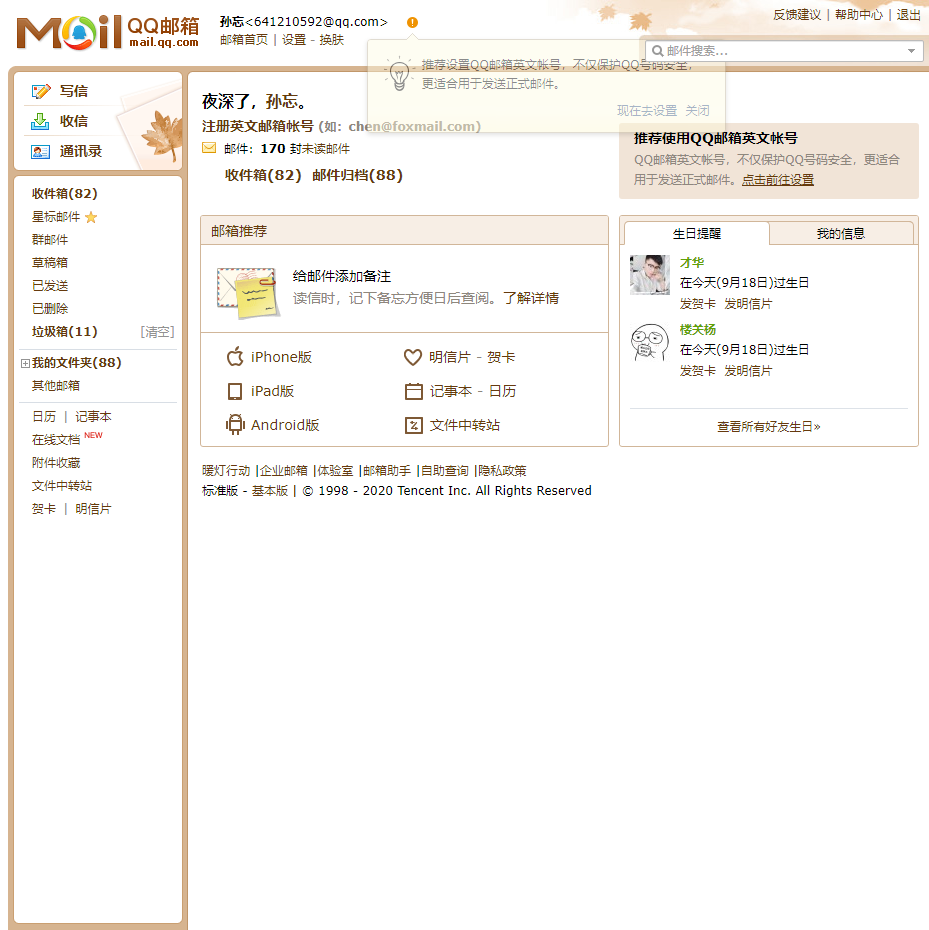 Mail QQ邮箱
mail.qq.com
孙忘<641210592@qq.com>
邮箱首页 | 设置 - 换肤
反馈建议 | 帮助中心 | 退出
邮件搜索...
推荐设置QQ邮箱英文帐号，不仅保护QQ号码安全，
更适合用于发送正式邮件。
现在去设置 关闭
写信
收信
通讯录
收件箱(82)
星标邮件
群邮件
草稿箱
已发送
已删除
垃圾箱(11) [清空]
我的文件夹(88)
其他邮箱
日历 | 记事本
在线文档 NEW
附件收藏
文件中转站
贺卡 | 明信片
夜深了，孙忘。
注册英文邮箱帐号 (如：chen@foxmail.com)
邮件：170 封未读邮件
收件箱(82) 邮件归档(88)
推荐使用QQ邮箱英文帐号
QQ邮箱英文帐号，不仅保护QQ号码安全，更适合
用于发送正式邮件。点击前往设置
邮箱推荐
给邮件添加备注
读信时，记下备忘方便日后查阅。了解详情
iPhone版 明信片 - 贺卡
iPad版 记事本 - 日历
Android版 文件中转站
生日提醒 我的信息
才华
在今天(9月18日)过生日
发贺卡 发明信片
楼关杨
在今天(9月18日)过生日
发贺卡 发明信片
查看所有好友生日»
暖灯行动 |企业邮箱 |体验室 |邮箱助手 |自助查询 |隐私政策
标准版 - 基本版 | © 1998 - 2020 Tencent Inc. All Rights Reserved